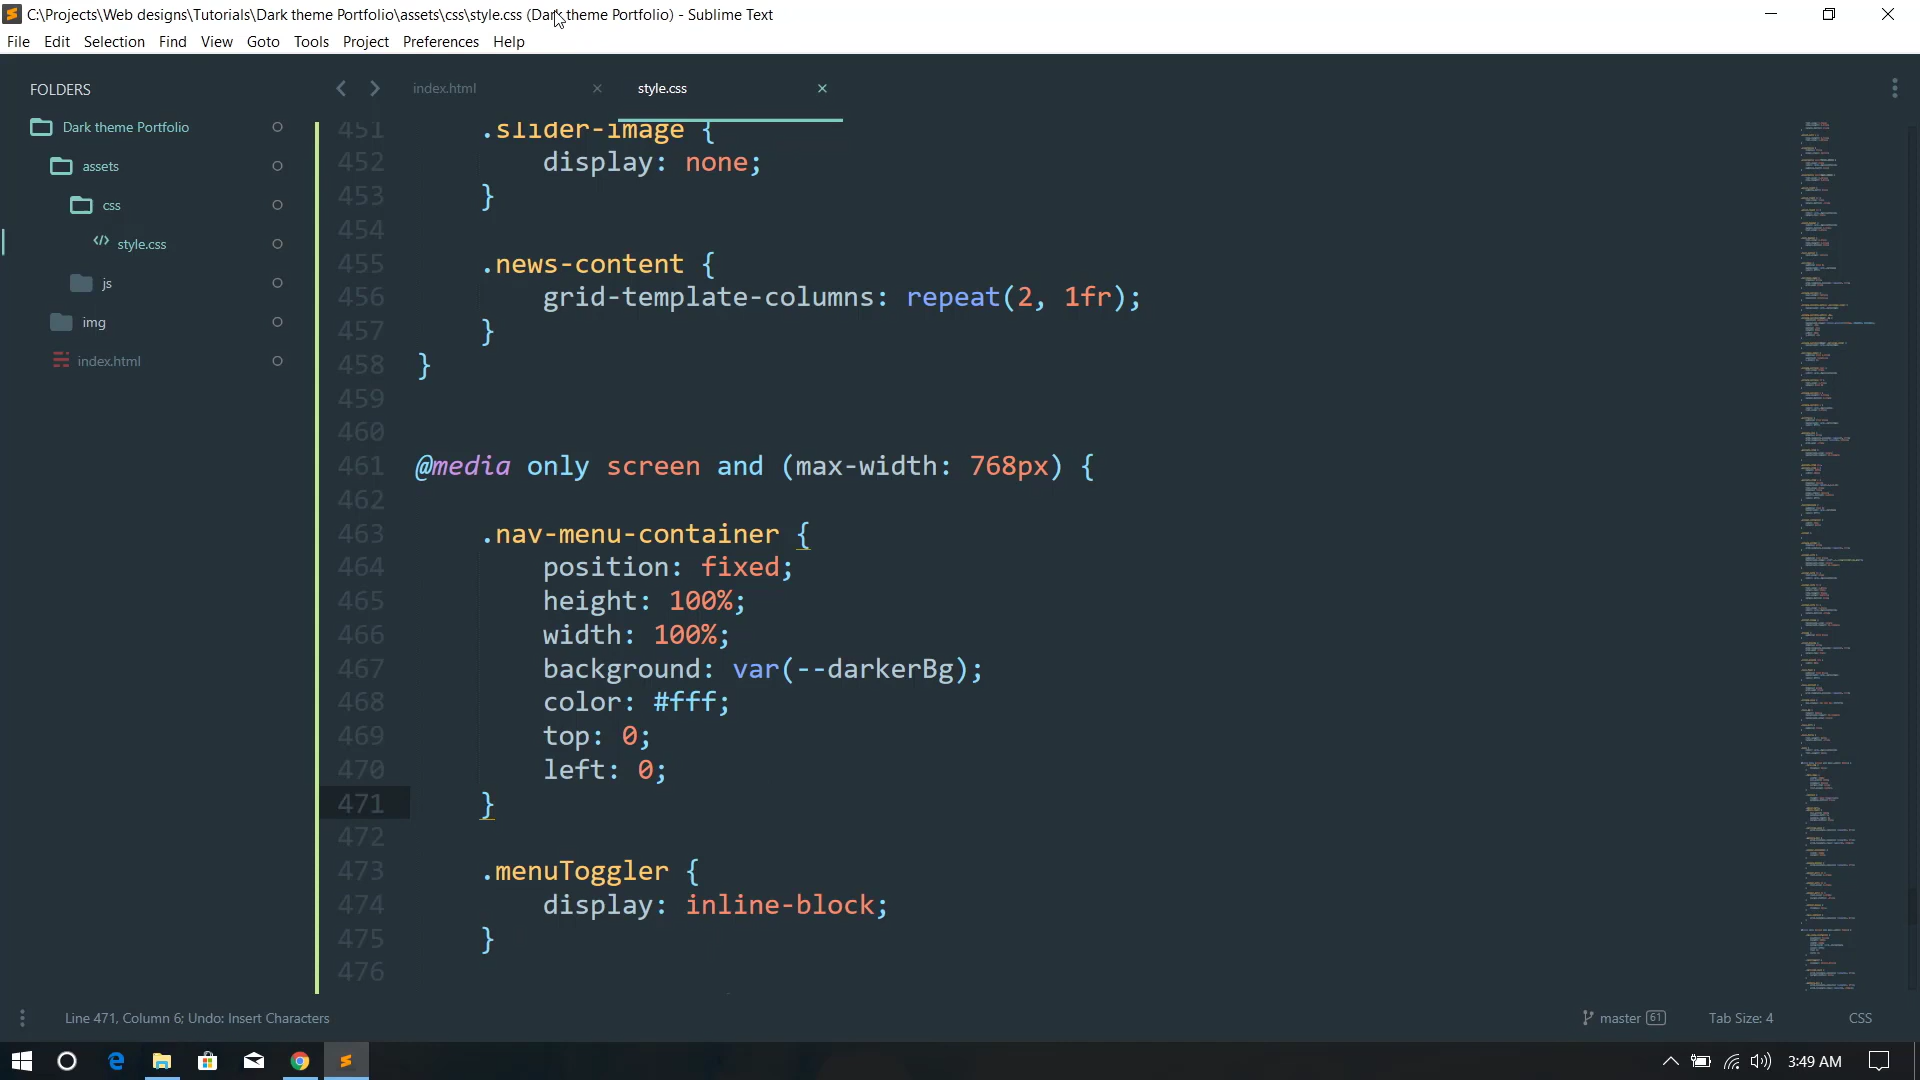 C:\Projects\Web designs\Tutorials\Dark theme Portfolio\assets\css\style.css (Dark theme Portfolio) - Sublime Text
File Edit Selection Find View Goto Tools Project Preferences Help
FOLDERS
Dark theme Portfolio
assets
css
style.css
js
img
index.html
index.html style.css
451 .slider-image {
452 display: none;
453 }
454
455 .news-content {
456 grid-template-columns: repeat(2, 1fr);
457 }
458 }
459
460
461 @media only screen and (max-width: 768px) {
462
463 .nav-menu-container {
464 position: fixed;
465 height: 100%;
466 width: 100%;
467 background: var(--darkerBg);
468 color: #fff;
469 top: 0;
470 left: 0;
471 }
472
473 .menuToggler {
474 display: inline-block;
475 }
476
Line 471, Column 6; Undo: Insert Characters
master 61 Tab Size: 4 CSS
3:49 AM